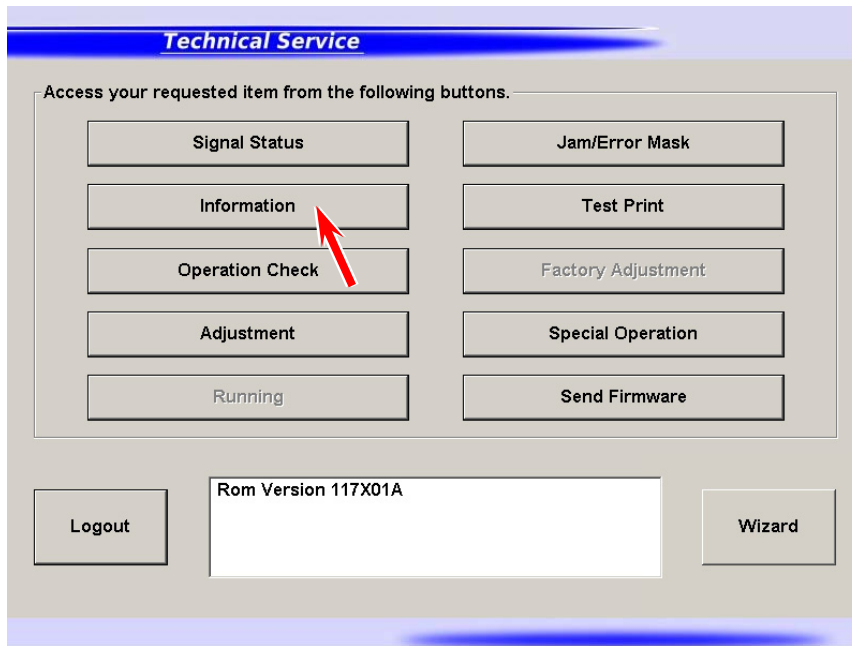 Technical Service
Access your requested item from the following buttons.
Signal Status
Jam/Error Mask
Information
Test Print
Operation Check
Factory Adjustment
Adjustment
Special Operation
Running
Send Firmware
Rom Version 117X01A
Logout
Wizard